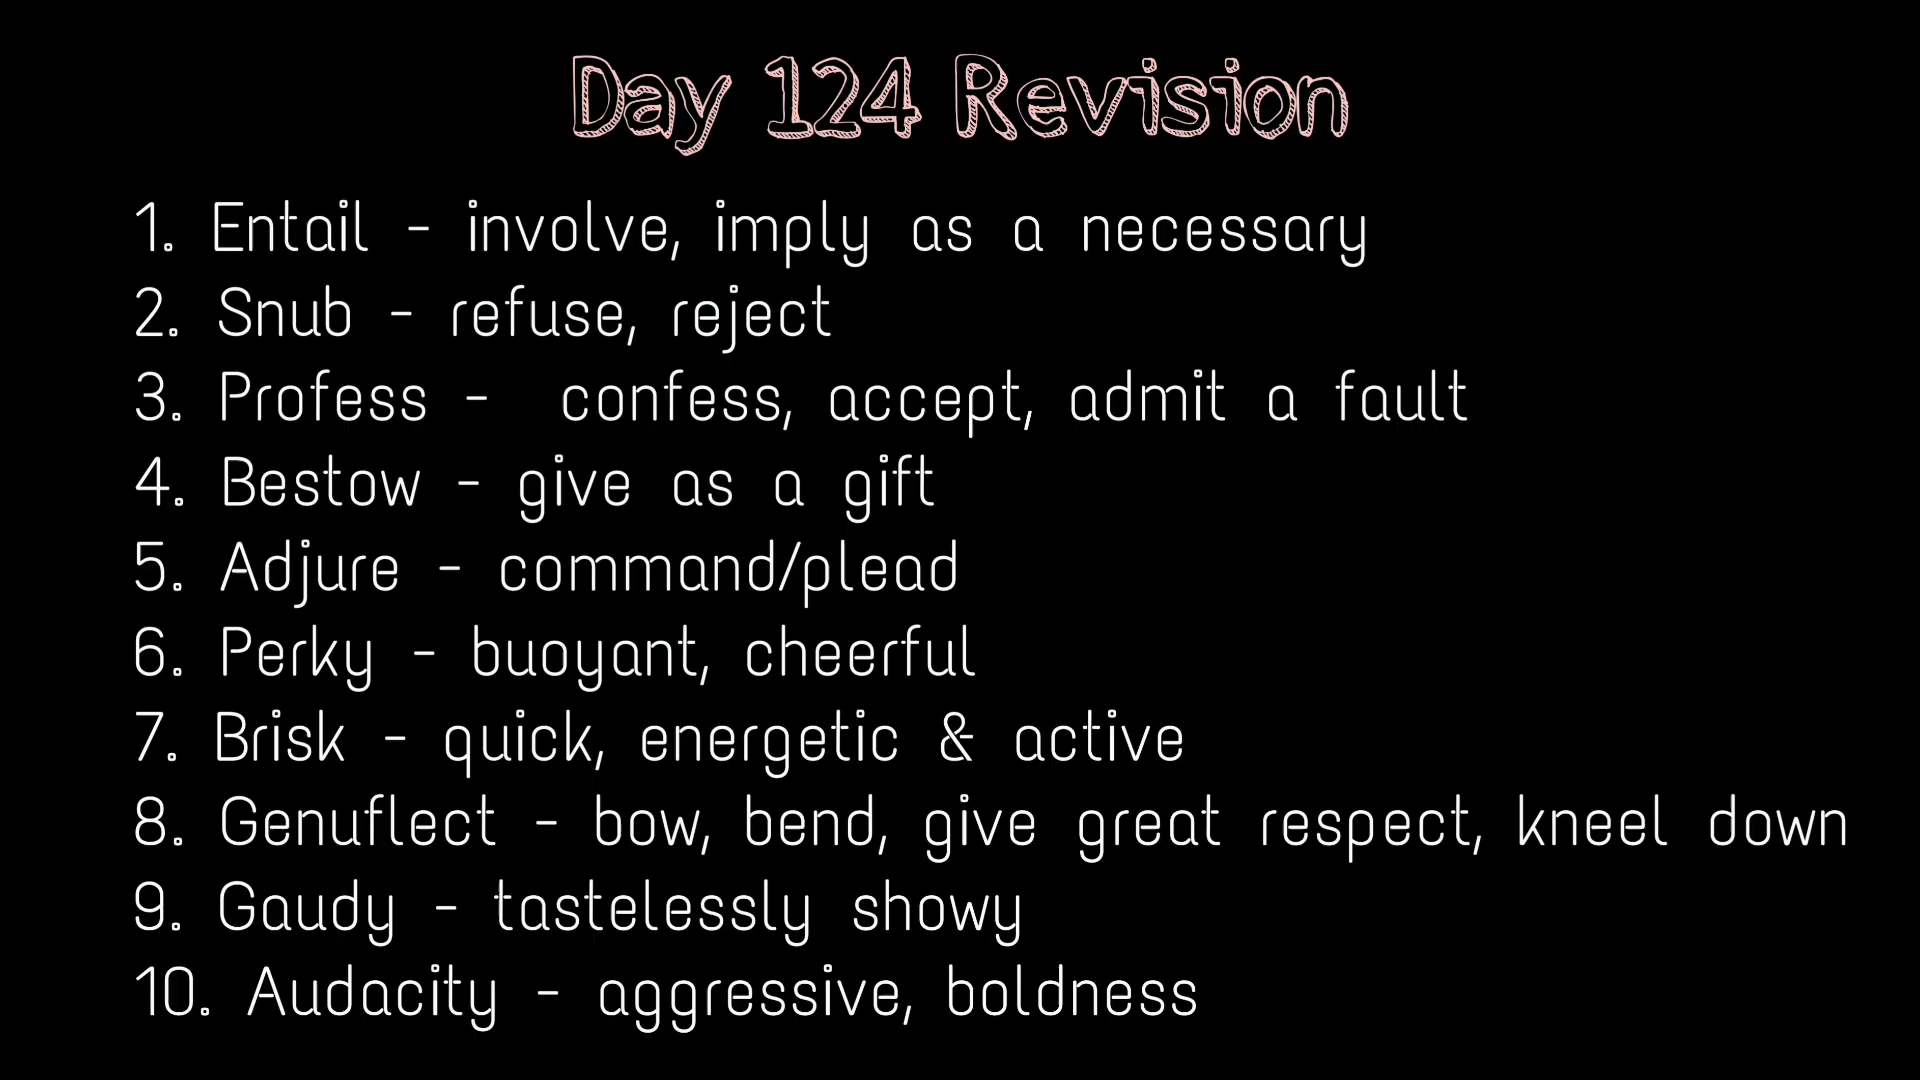 Day 124 Revision
1. Entail - involve, imply as a necessary
2. Snub - refuse, reject
3. Profess - confess, accept, admit a fault
4. Bestow - give as a gift
5. Adjure - command/plead
6. Perky - buoyant, cheerful
7. Brisk - quick, energetic & active
8. Genuflect - bow, bend, give great respect, kneel down
9. Gaudy - tastelessly showy
10. Audacity - aggressive, boldness